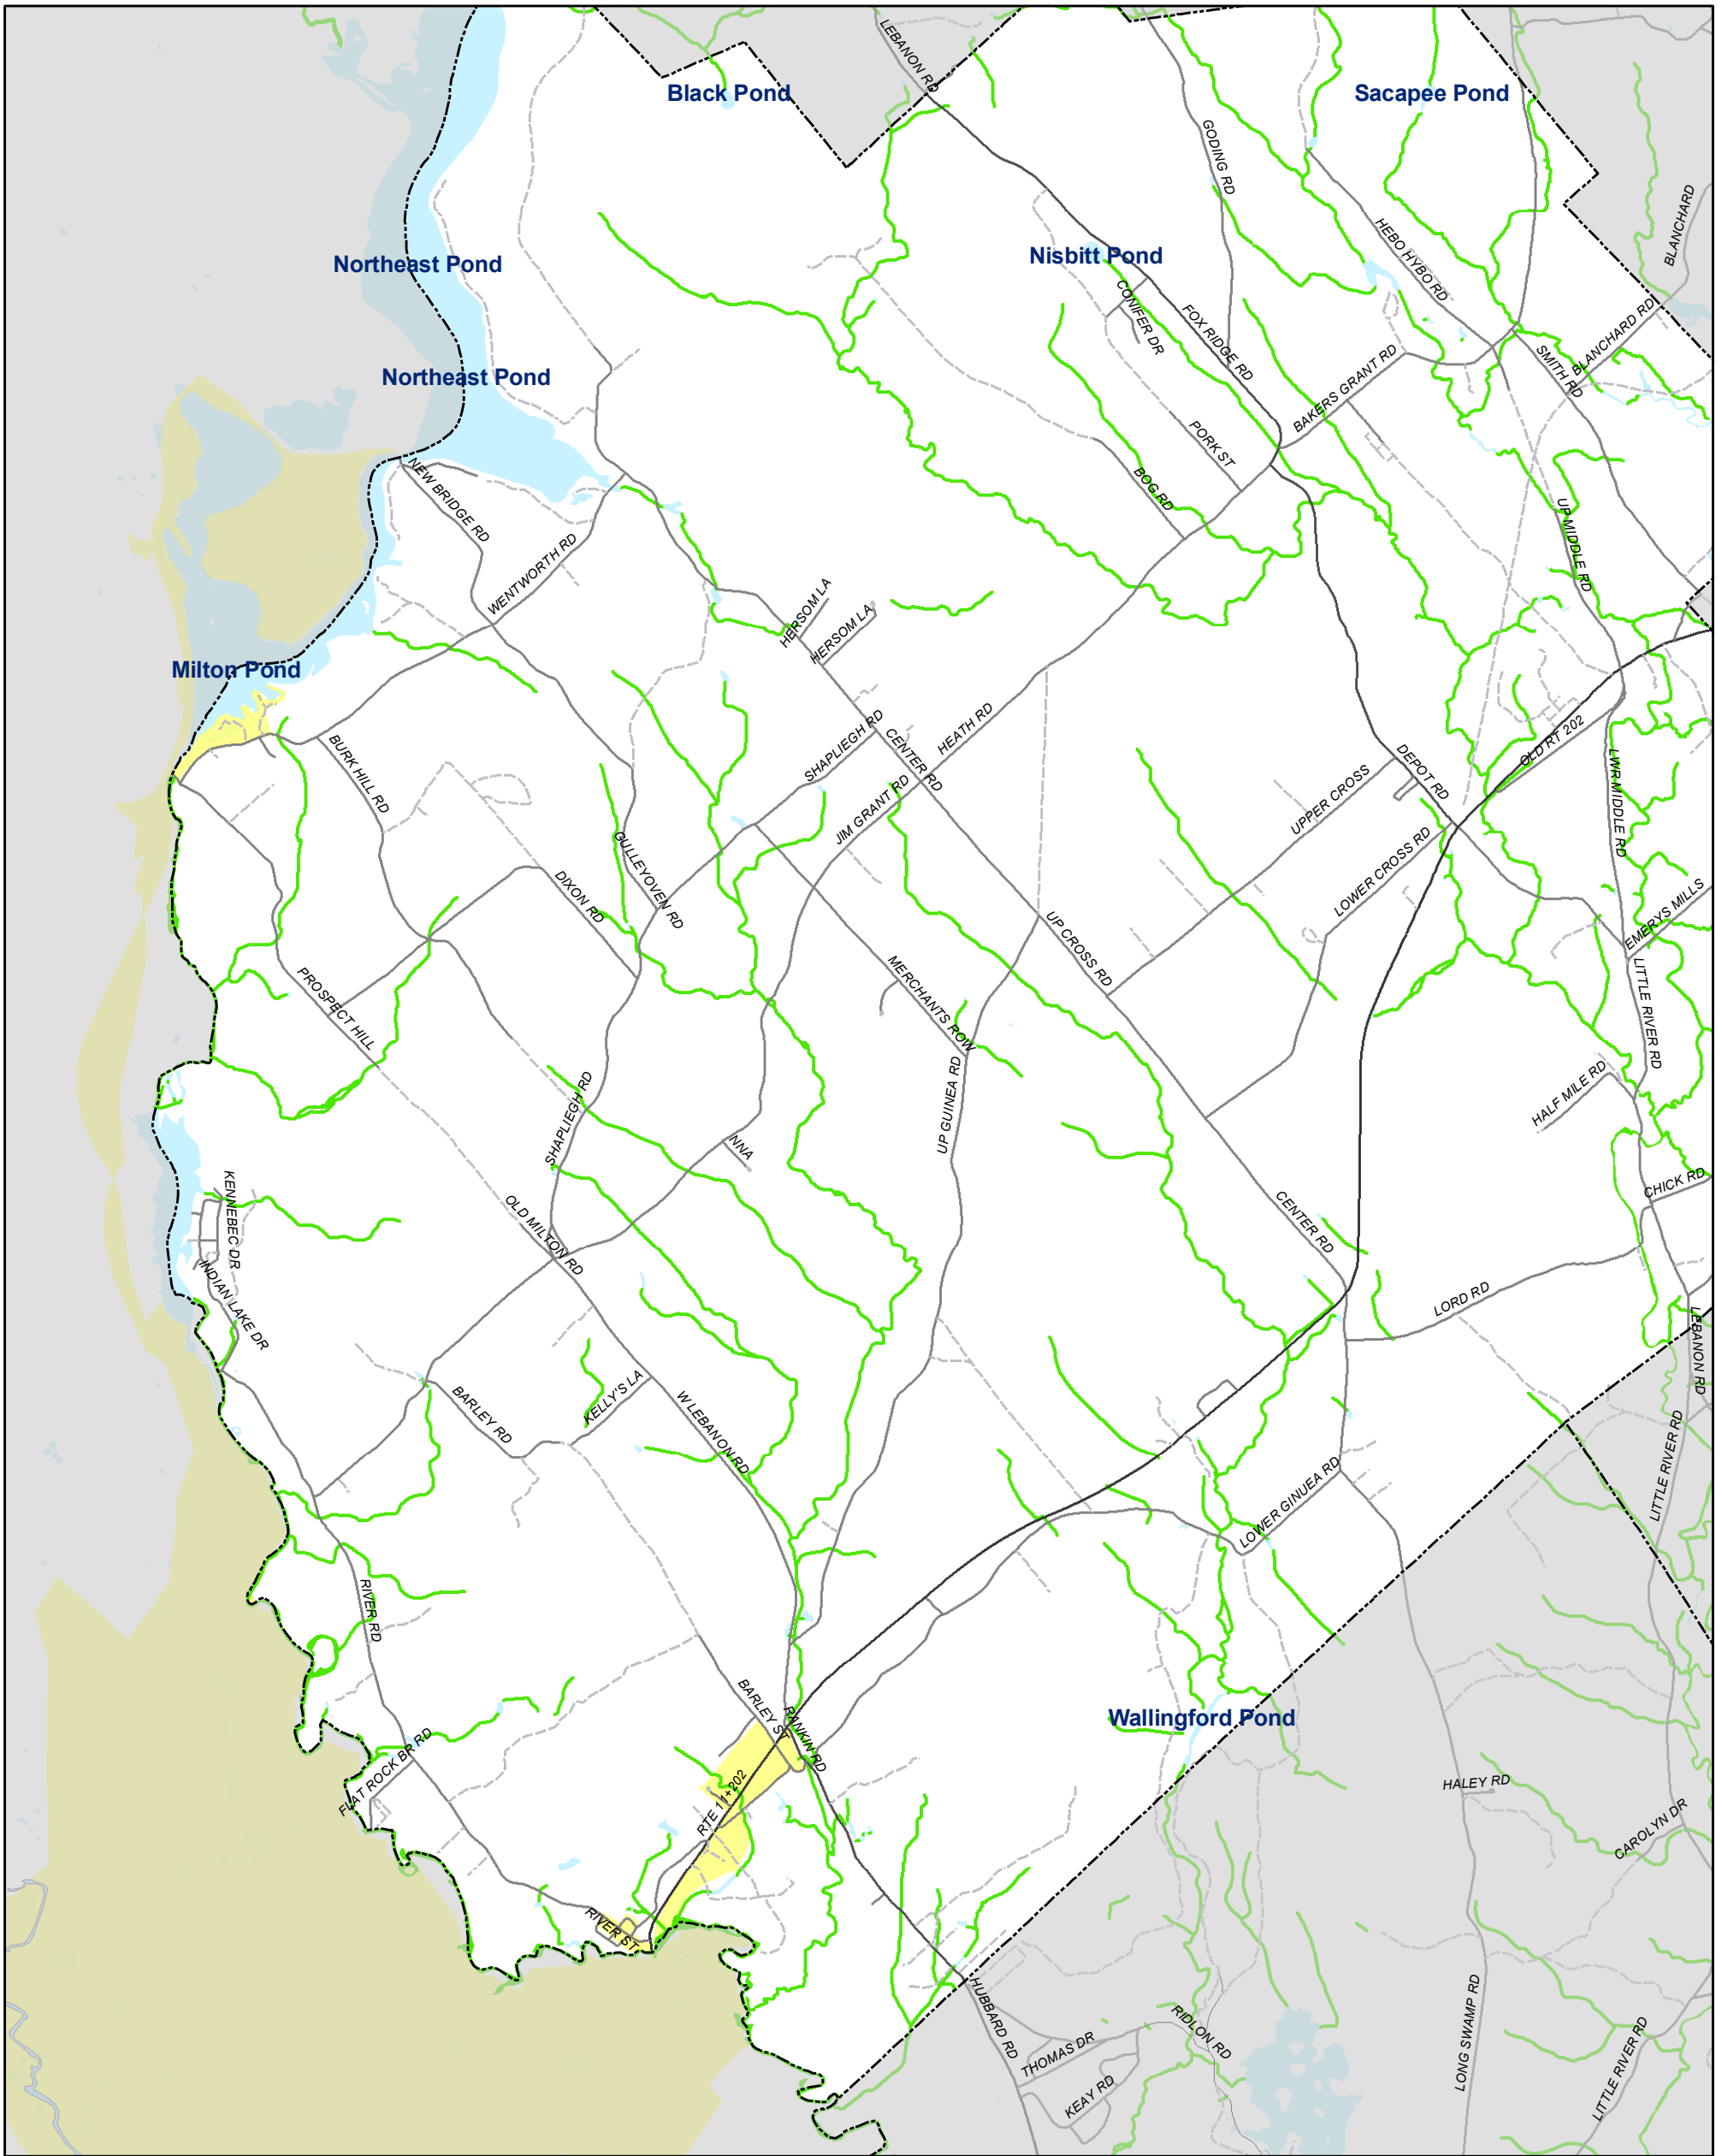 LEBANON RD
Black Pond
Sacapee Pond
GODING RD
BLANCHARD
Northeast Pond
Nisbitt Pond
HEBO HYBO RD
CONIFER DR
FOX RIDGE RD
BLANCHARD RD
SMITH RD
Northeast Pond
BAKERS GRANT RD
PORK ST
BOG RD
NEW BRIDGE RD
UP MIDDLE RD
WENTWORTH RD
HERSOM LA
HERSOM LA
Milton Pond
SHAPLIEGH RD
CENTER RD
HEATH RD
OLD RT 202
BURK HILL RD
DEPOT RD
UPPER CROSS
LWR MIDDLE RD
JIM GRANT RD
GULLEYOVEN RD
LOWER CROSS RD
DIXON RD
EMERYS MILLS
UP CROSS RD
MERCHANTS ROW
PROSPECT HILL
LITTLE RIVER RD
UP GUINEA RD
HALF MILE RD
SHAPLIEGH RD
NNA
CHICK RD
KENNEBEC DR
OLD MILTON RD
CENTER RD
INDIAN LAKE DR
LORD RD
LEBANON RD
BARLEY RD
KELLY'S LA
W LEBANON RD
LITTLE RIVER RD
LOWER GINUEA RD
RIVER RD
BARLEY ST
RANKIN RD
Wallingford Pond
FLAT ROCK BR RD
HALEY RD
RTE 11+202
CAROLYN DR
RIVER ST
HUBBARD RD
LONG SWAMP RD
RIDLON RD
THOMAS DR
KEAY RD
LITTLE RIVER RD